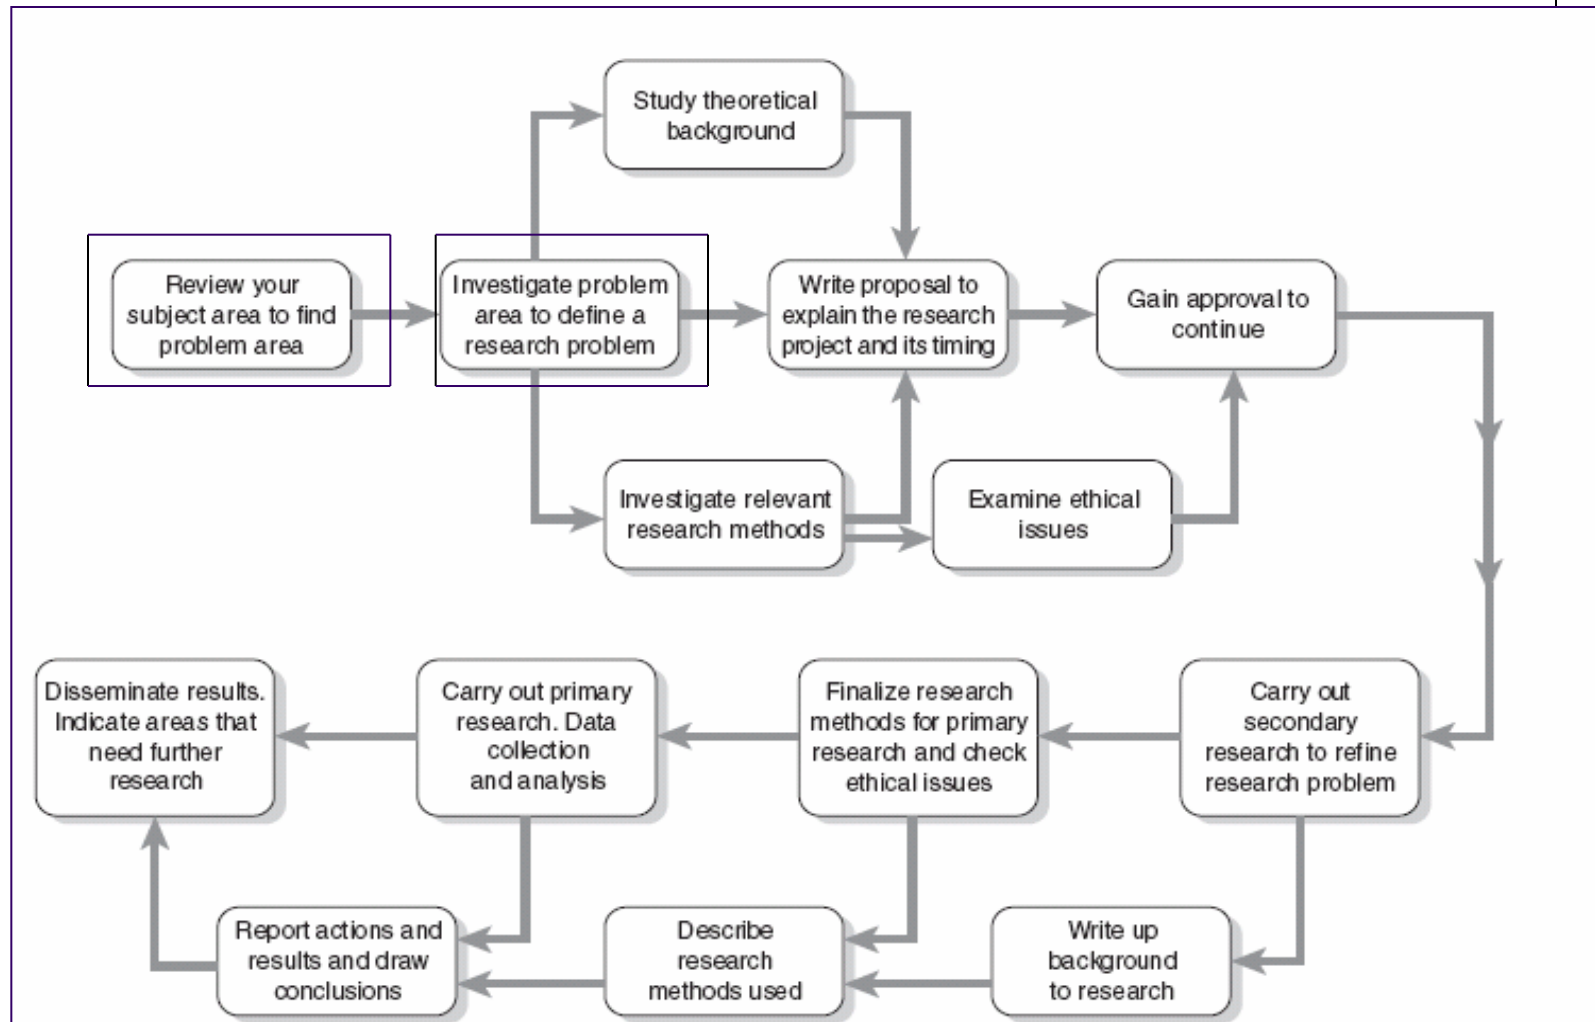 Study theoretical
background
Review your
subject area to find
problem area
Investigate problem
area to define a
research problem
Write proposal to
explain the research
project and its timing
Gain approval to
continue
Investigate relevant
research methods
Examine ethical
issues
Disseminate results.
Indicate areas that
need further
research
Carry out primary
research. Data
collection
and analysis
Finalize research
methods for primary
research and check
ethical issues
Carry out
secondary
research to refine
research problem
Report actions and
results and draw
conclusions
Describe
research
methods used
Write up
background
to research